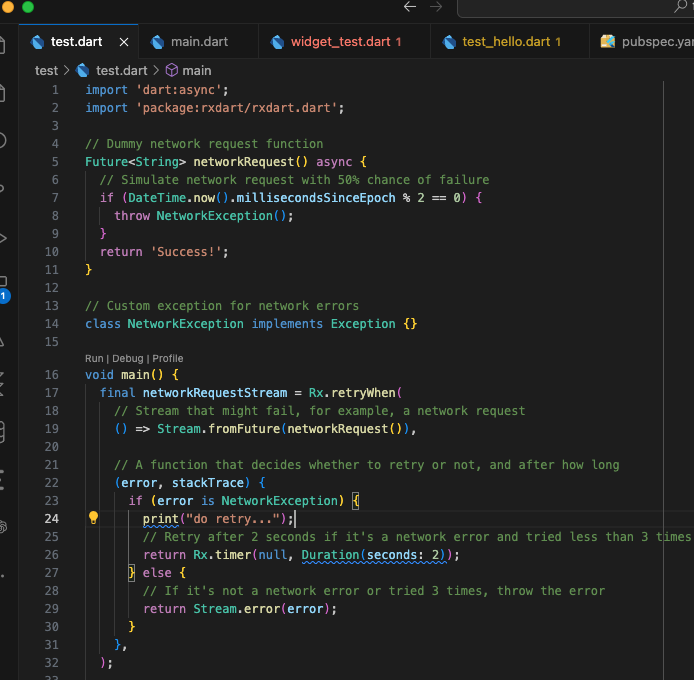 test.dart main.dart widget_test.dart 1 test_hello.dart 1 pubspec.yar
test > test.dart > main
1 import 'dart:async';
2 import 'package:rxdart/rxdart.dart';
3
4 // Dummy network request function
5 Future<String> networkRequest() async {
6 // Simulate network request with 50% chance of failure
7 if (DateTime.now().millisecondsSinceEpoch % 2 == 0) {
8 throw NetworkException();
9 }
10 return 'Success!';
11 }
12
13 // Custom exception for network errors
14 class NetworkException implements Exception {}
15
Run | Debug | Profile
16 void main() {
17 final networkRequestStream = Rx.retryWhen(
18 // Stream that might fail, for example, a network request
19 () => Stream.fromFuture(networkRequest()),
20
21 // A function that decides whether to retry or not, and after how long
22 (error, stackTrace) {
23 if (error is NetworkException) {
24 print("do retry...");
1
25 // Retry after 2 seconds if it's a network error and tried less than 3 times
26 return Rx.timer(null, Duration(seconds: 2));
27 } else {
28 // If it's not a network error or tried 3 times, throw the error
29 return Stream.error(error);
30 }
31 },
32 );